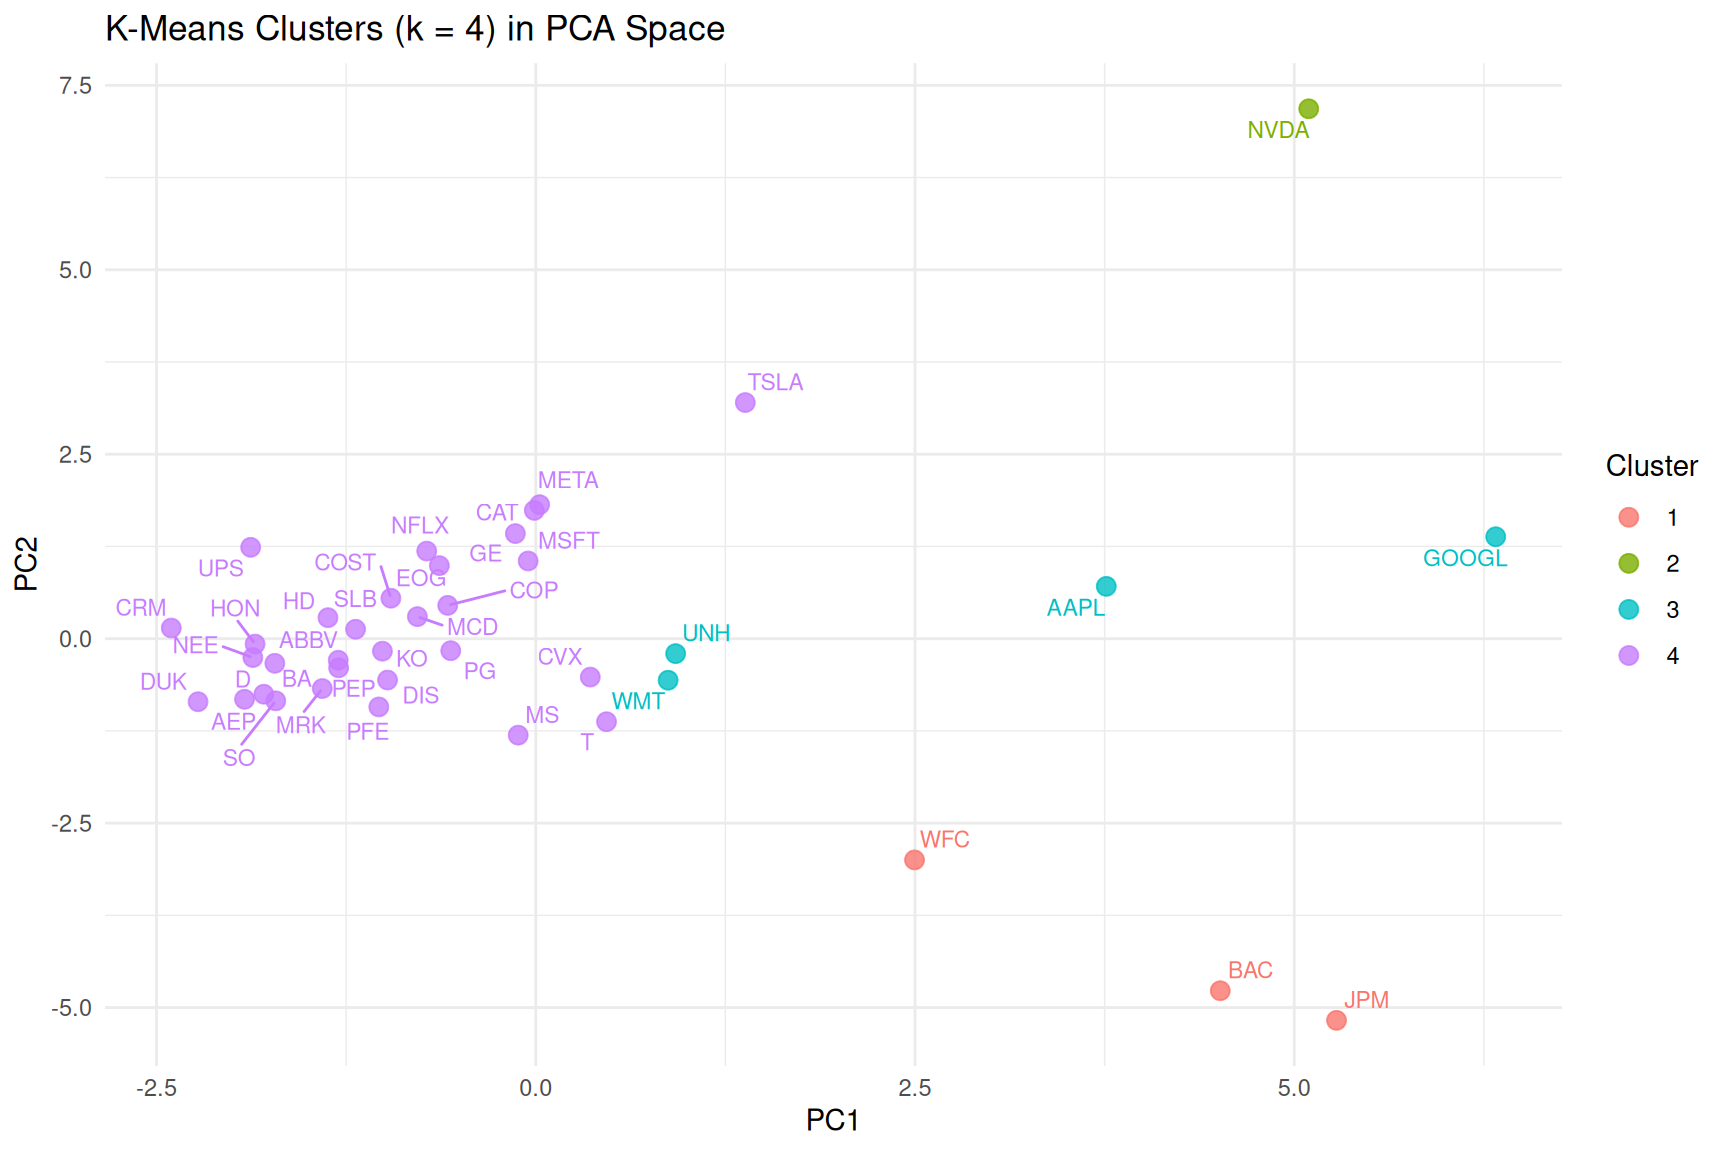 K-Means Clusters (k = 4) in PCA Space
7.5
5.0
2.5
0.0
-2.5
-5.0
PC2
NVDA
TSLA
META
CAT
NFLX
MSFT
GE
UPS
COST
EOG
COP
CRM
HON
HD
SLB
MCD
NEE
ABBV
KO
PG
CVX
UNH
DUK
D
BA
PEP
DIS
WMT
AEP
MRK
PFE
MS
T
SO
AAPL
GOOGL
WFC
BAC
JPM
-2.5
0.0
2.5
5.0
PC1
Cluster
1
2
3
4